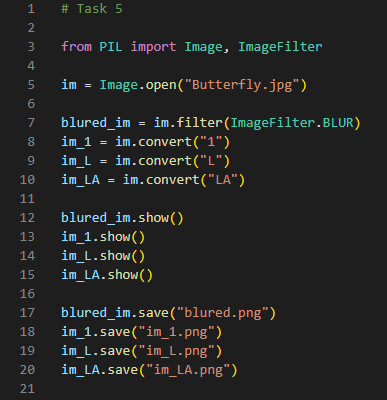 1 # Task 5
2
3 from PIL import Image, ImageFilter
4
5 im = Image.open("Butterfly.jpg")
6
7 blured_im = im.filter(ImageFilter.BLUR)
8 im_1 = im.convert("1")
9 im_L = im.convert("L")
10 im_LA = im.convert("LA")
11
12 blured_im.show()
13 im_1.show()
14 im_L.show()
15 im_LA.show()
16
17 blured_im.save("blured.png")
18 im_1.save("im_1.png")
19 im_L.save("im_L.png")
20 im_LA.save("im_LA.png")
21